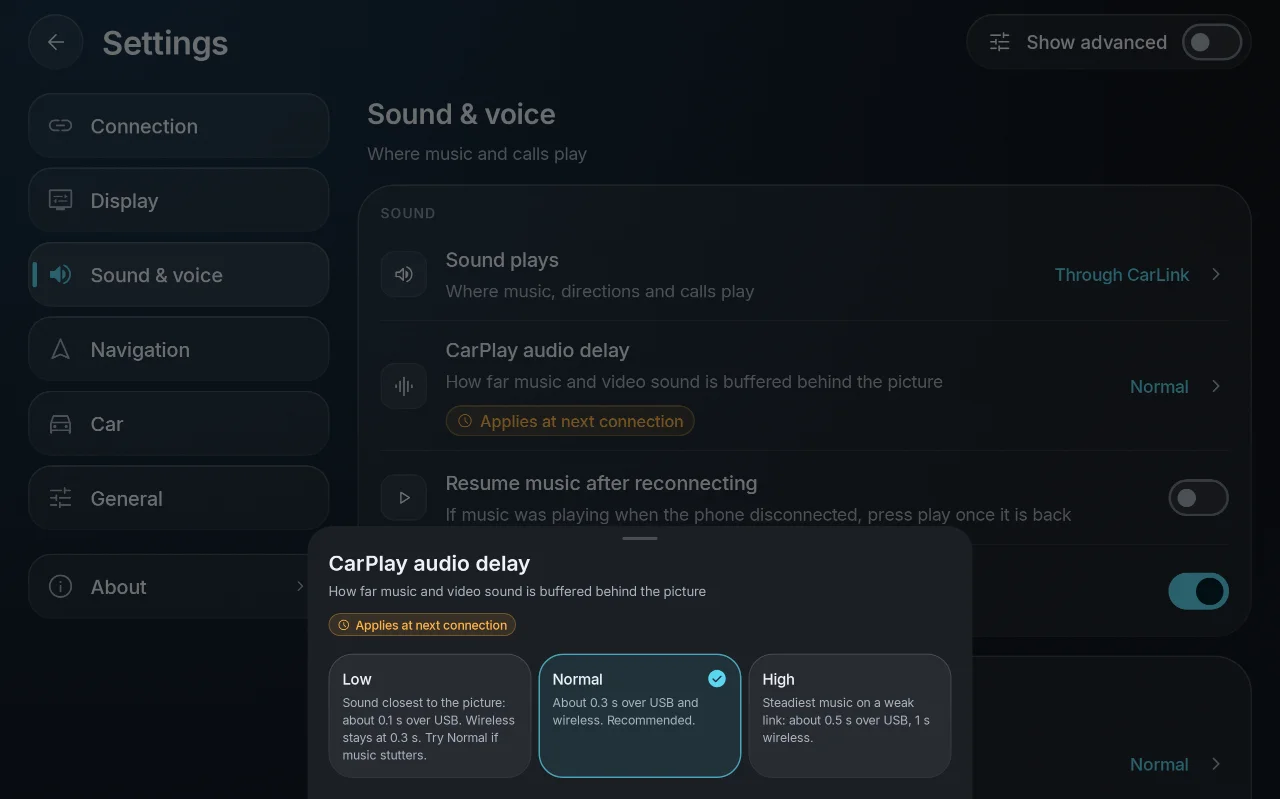 Settings
Show advanced
Connection
Display
Sound & voice
Navigation
Car
General
About
Sound & voice
Where music and calls play
SOUND
Sound plays
Where music, directions and calls play
Through CarLink
CarPlay audio delay
How far music and video sound is buffered behind the picture
Applies at next connection
Normal
Resume music after reconnecting
If music was playing when the phone disconnected, press play once it is back
CarPlay audio delay
How far music and video sound is buffered behind the picture
Applies at next connection
Low
Sound closest to the picture:
about 0.1 s over USB. Wireless
stays at 0.3 s. Try Normal if
music stutters.
Normal
About 0.3 s over USB and
wireless. Recommended.
High
Steadiest music on a weak
link: about 0.5 s over USB, 1 s
wireless.
Normal